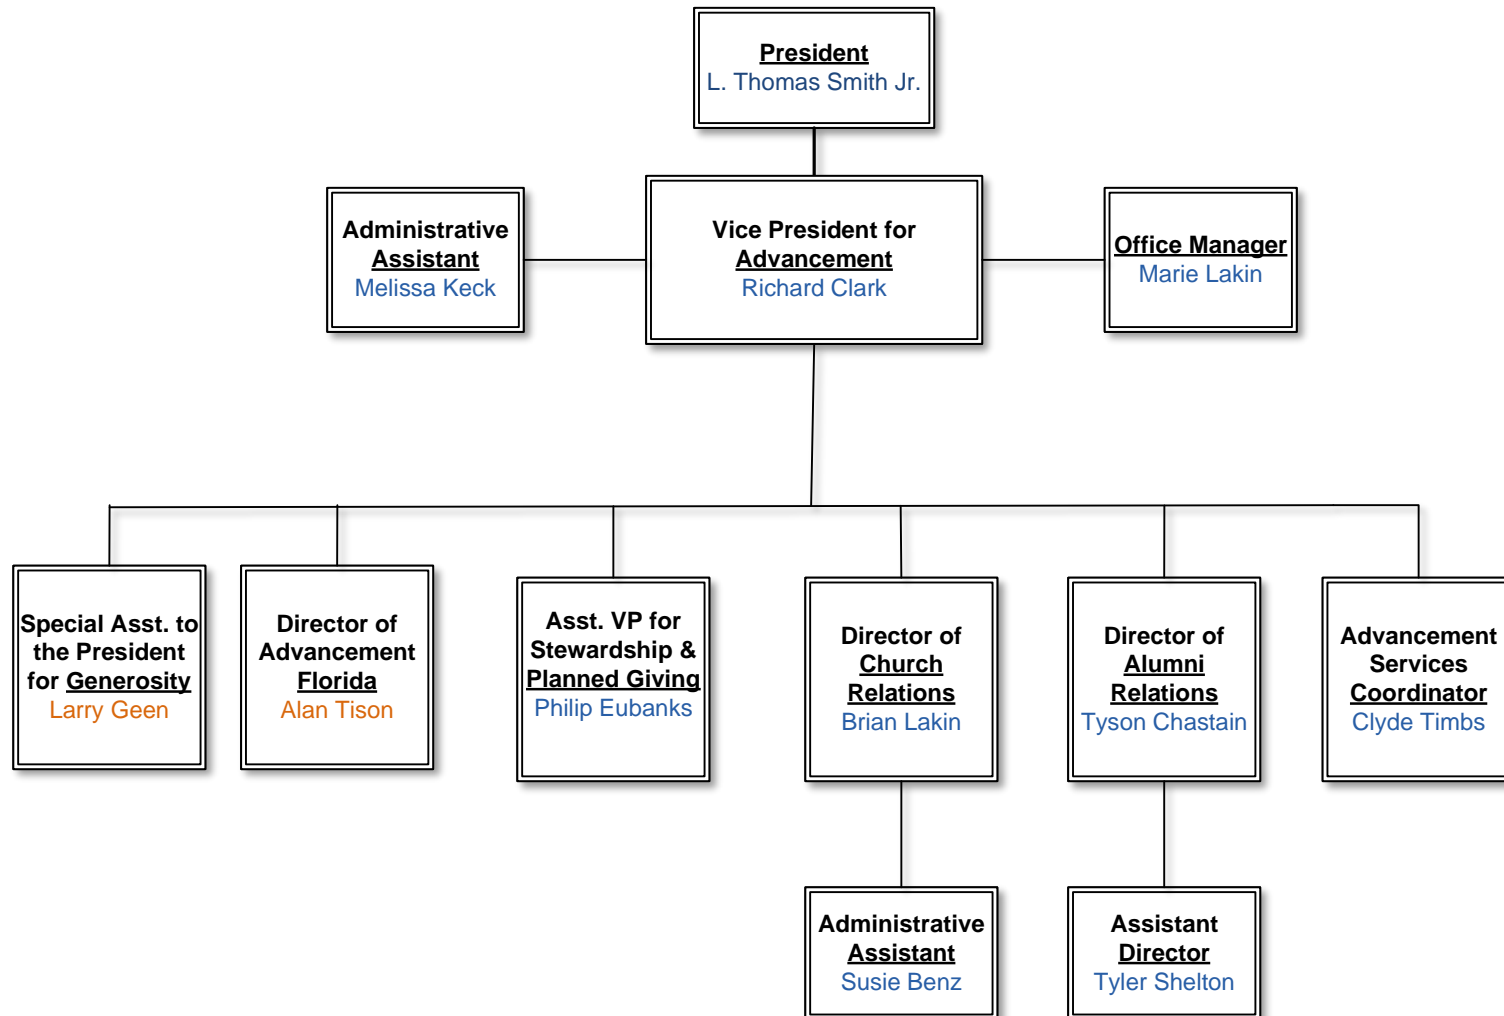 President
L. Thomas Smith Jr.
Administrative
Assistant
Melissa Keck
Vice President for
Advancement
Richard Clark
Office Manager
Marie Lakin
Special Asst. to
the President
for Generosity
Larry Geen
Director of
Advancement
Florida
Alan Tison
Asst. VP for
Stewardship &
Planned Giving
Philip Eubanks
Director of
Church
Relations
Brian Lakin
Director of
Alumni
Relations
Tyson Chastain
Advancement
Services
Coordinator
Clyde Timbs
Administrative
Assistant
Susie Benz
Assistant
Director
Tyler Shelton